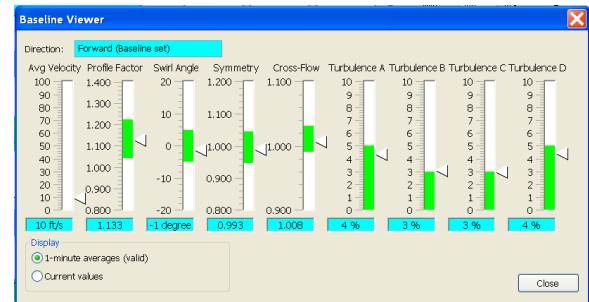 Baseline Viewer
Direction: Forward (Baseline set)
Avg Velocity Profile Factor Swirl Angle Symmetry Cross-Flow Turbulence A Turbulence B Turbulence C Turbulence D
100 1.400 20 1.200 1.100 10 10 10 10
90 9 9 9 9
80 1.300 8 8 8 8
70 10 1.100 7 7 7 7
60 1.200 6 6 6 6
50 1.100 0 1.000 1.000 5 5 5 5
40 4 4 4 4
30 1.000 -10 0.900 3 3 3 3
20 2 2 2 2
10 0.900 1 1 1 1
0 0.800 -20 0.800 0.900 0 0 0 0
10 ft/s 1.133 -1 degree 0.993 1.008 4 % 3 % 3 % 4 %
Display
1-minute averages (valid)
Current values
Close